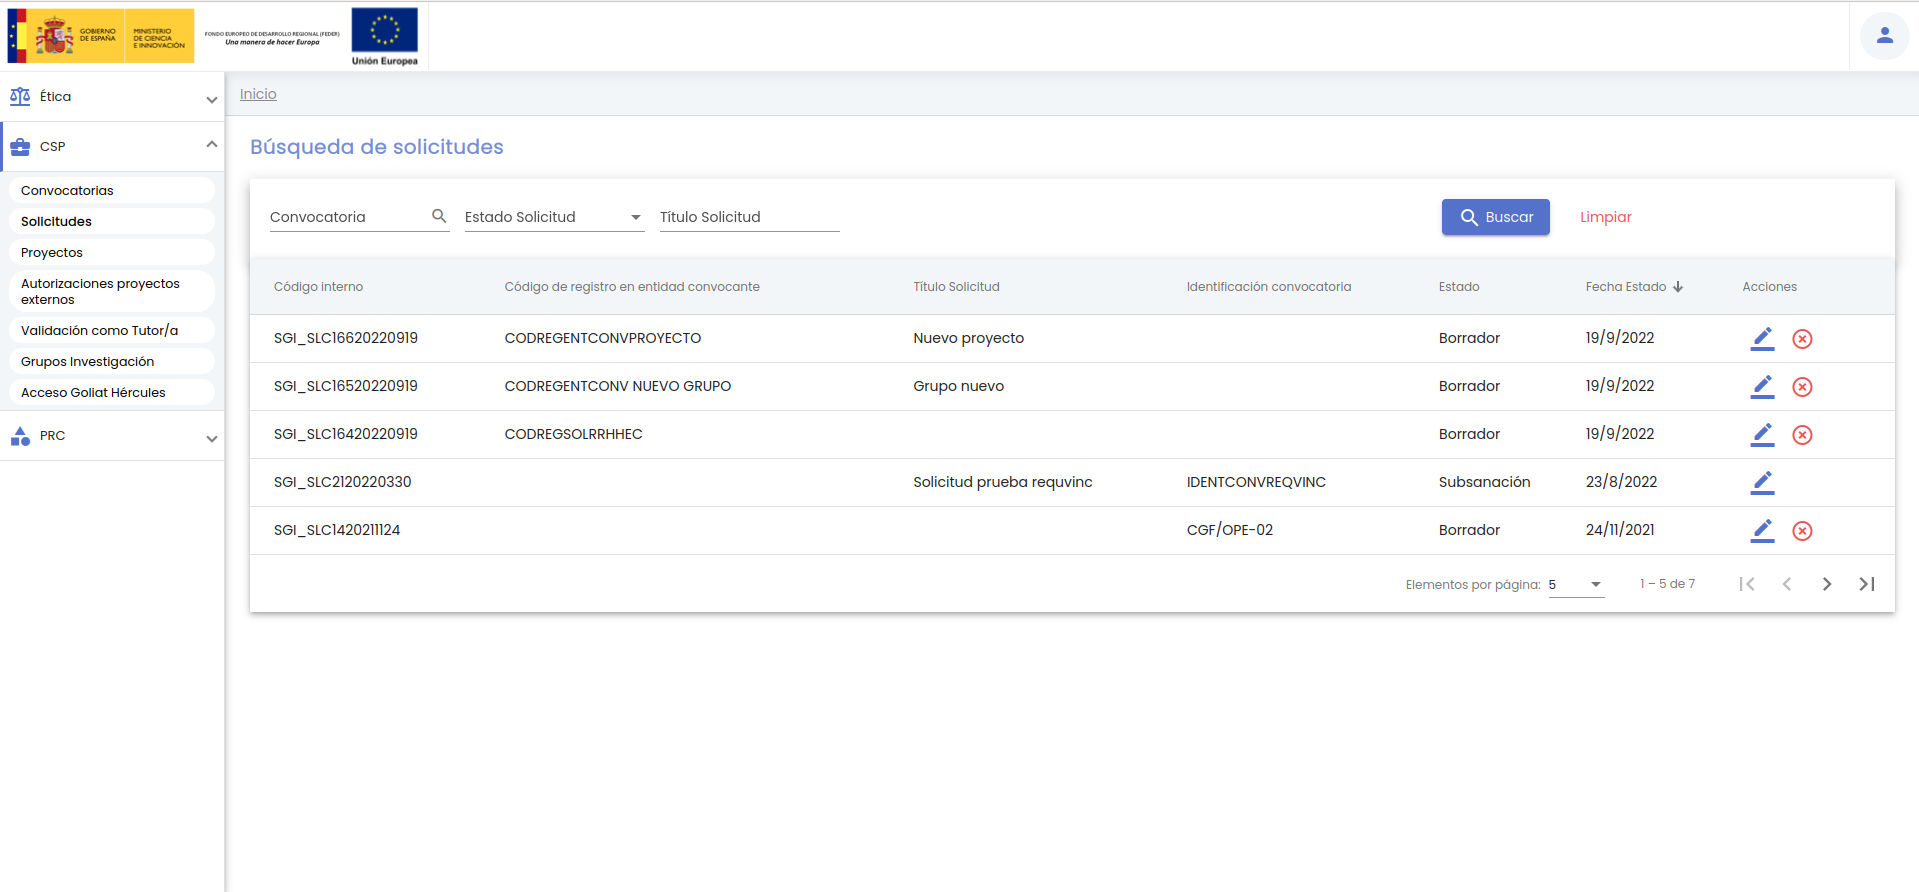 GOBIERNO
DE ESPAÑA
MINISTERIO
DE CIENCIA
E INNOVACIÓN
FONDO EUROPEO DE DESARROLLO REGIONAL (FEDER)
Una manera de hacer Europa
Unión Europea
Ética
CSP
Convocatorias
Solicitudes
Proyectos
Autorizaciones proyectos
externos
Validación como Tutor/a
Grupos Investigación
Acceso Goliat Hércules
PRC
Inicio
Búsqueda de solicitudes
Convocatoria Estado Solicitud Título Solicitud Buscar Limpiar
Código interno Código de registro en entidad convocante Título Solicitud Identificación convocatoria Estado Fecha Estado Acciones
SGI_SLC16620220919 CODREGENTCONVPROYECTO Nuevo proyecto Borrador 19/9/2022
SGI_SLC16520220919 CODREGENTCONV NUEVO GRUPO Grupo nuevo Borrador 19/9/2022
SGI_SLC16420220919 CODREGSOLRRHHEC Borrador 19/9/2022
SGI_SLC2120220330 Solicitud prueba requvinc IDENTCONVREQVINC Subsanación 23/8/2022
SGI_SLC1420211124 CGF/OPE-02 Borrador 24/11/2021
Elementos por página: 5 1 – 5 de 7